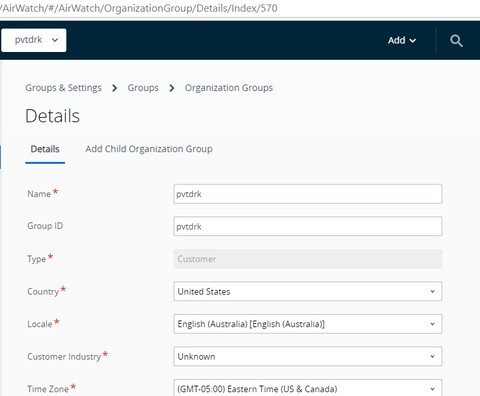 /AirWatch/#/AirWatch/OrganizationGroup/Details/Index/570
pvtdrk Add
Groups & Settings Groups Organization Groups
Details
Details Add Child Organization Group
Name * pvtdrk
Group ID pvtdrk
Type * Customer
Country * United States
Locale * English (Australia) [English (Australia)]
Customer Industry * Unknown
Time Zone * (GMT-05:00) Eastern Time (US & Canada)